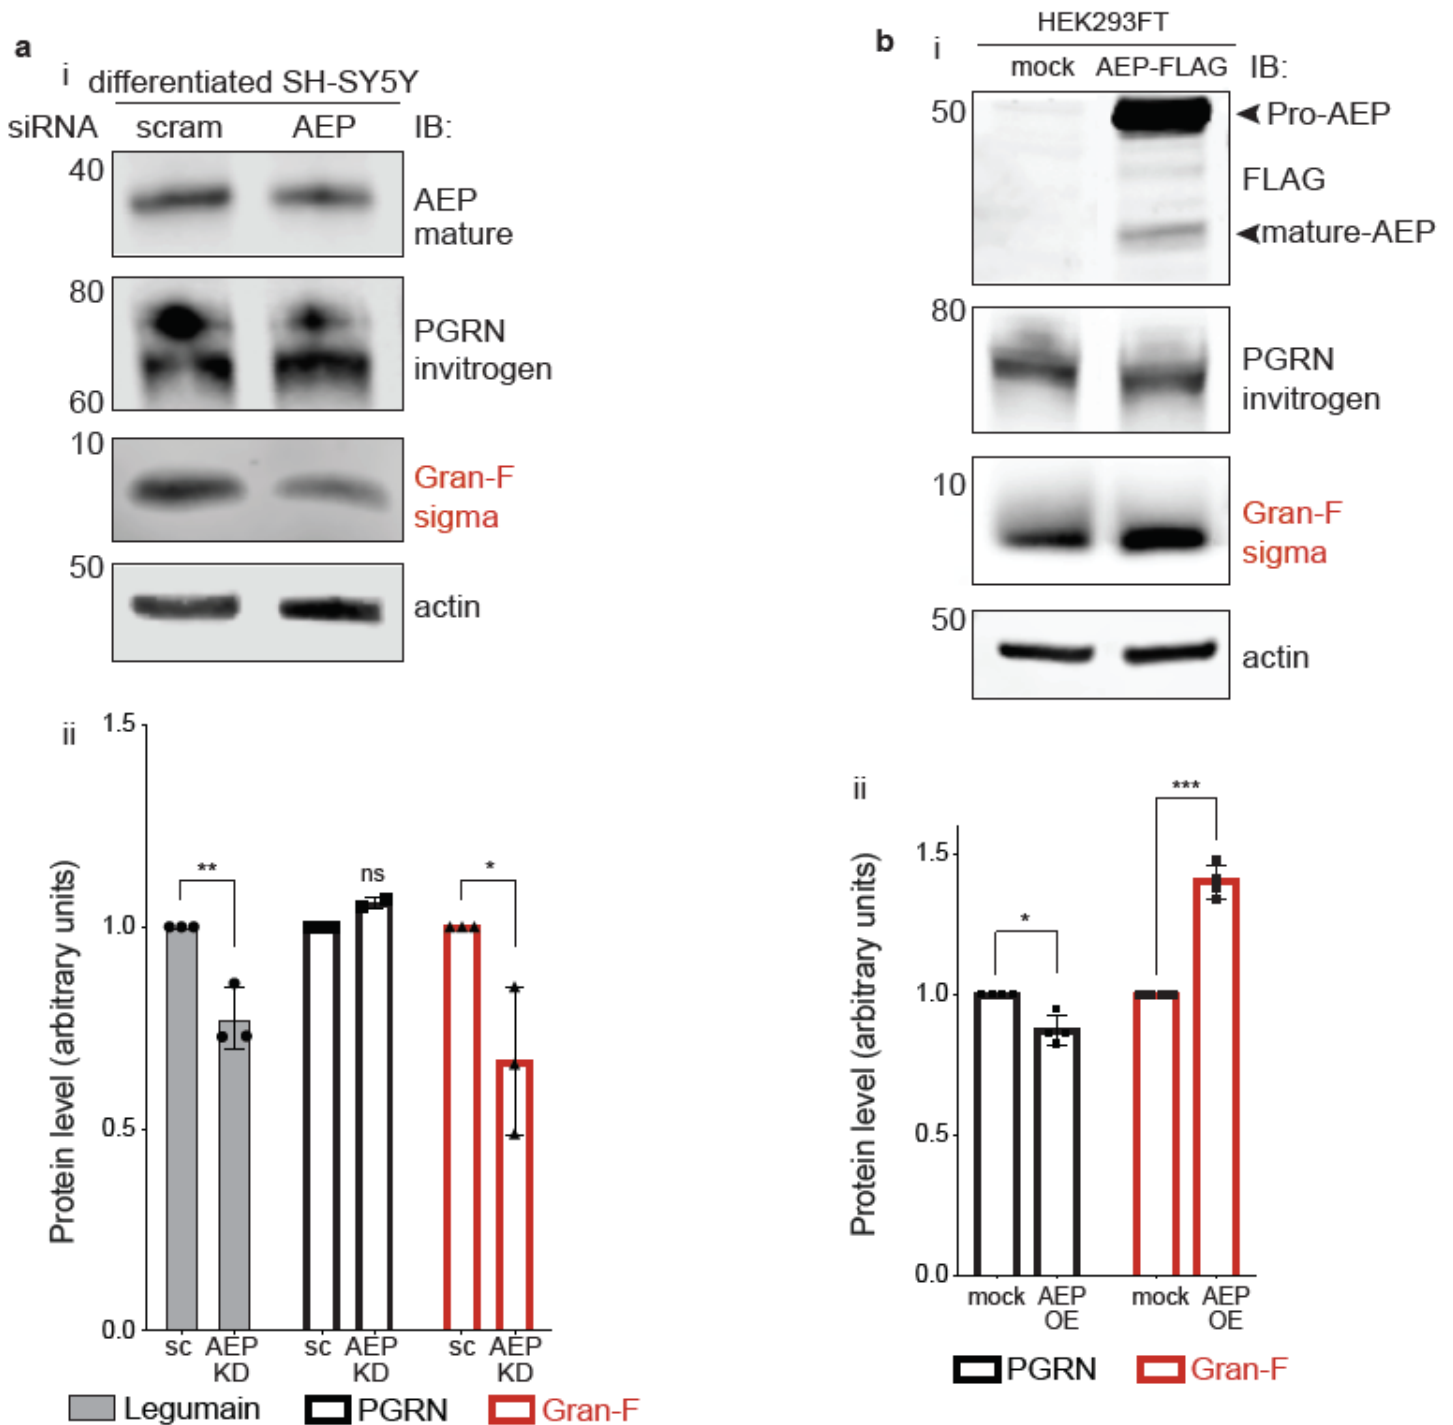 a
i
differentiated SH-SY5Y
siRNA scram AEP IB:
40
AEP
mature
80
PGRN
invitrogen
60
10
Gran-F
sigma
50
actin
ii
1.5
1.0
0.5
0.0
Protein level (arbitrary units)
**
ns
*
sc AEP KD
sc AEP KD
sc AEP KD
Legumain PGRN Gran-F
b
i
HEK293FT
mock AEP-FLAG IB:
50
Pro-AEP
FLAG
mature-AEP
80
PGRN
invitrogen
10
Gran-F
sigma
50
actin
ii
1.5
1.0
0.5
0.0
Protein level (arbitrary units)
*
***
mock AEP OE
mock AEP OE
PGRN Gran-F